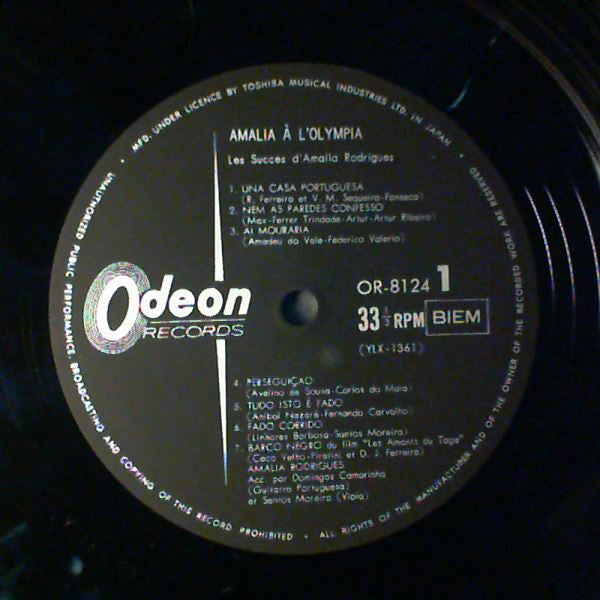 MFD. UNDER LICENCE BY TOSHIBA MUSICAL INDUSTRIES LTD. IN JAPAN
AMALIA À L'OLYMPIA
Les Succes d'Amalia Rodrigues
1. UNA CASA PORTUGUESA
(R. Ferreira et V. M. Sequeira-Fonseca)
2. NEM AS PAREDES CONFESSO
(Max-Ferrer Trindade-Artur-Artur Ribeiro)
3. AI MOURARIA
(Amadeu do Vale-Federico Valerio)
Odeon
RECORDS
OR-8124 1
33 1/3 RPM BIEM
(YLX-1361)
4. PERSEGUIÇAO
(Avelino de Sousa-Carlos da Maia)
5. TUDO ISTO E FADO
(Anibal Nazaré-Fernando Carvalho)
6. FADO CORRIDO
(Linhares Barbosa-Santos Moreira)
7. BARCO NEGRO du film "Les Amants du Tage"
(Caco Velho-Piratini et D. J. Ferreira)
AMALIA RODRIGUES
Acc. par Domingos Camarinha
(Guitarra Portuguesa)
et Santos Moreira (Viola)
UNAUTHORIZED PUBLIC PERFORMANCE, BROADCASTING AND COPYING OF THIS RECORD PROHIBITED • ALL RIGHTS OF THE MANUFACTURER AND OF THE OWNER OF THE RECORDED WORK ARE RESERVED